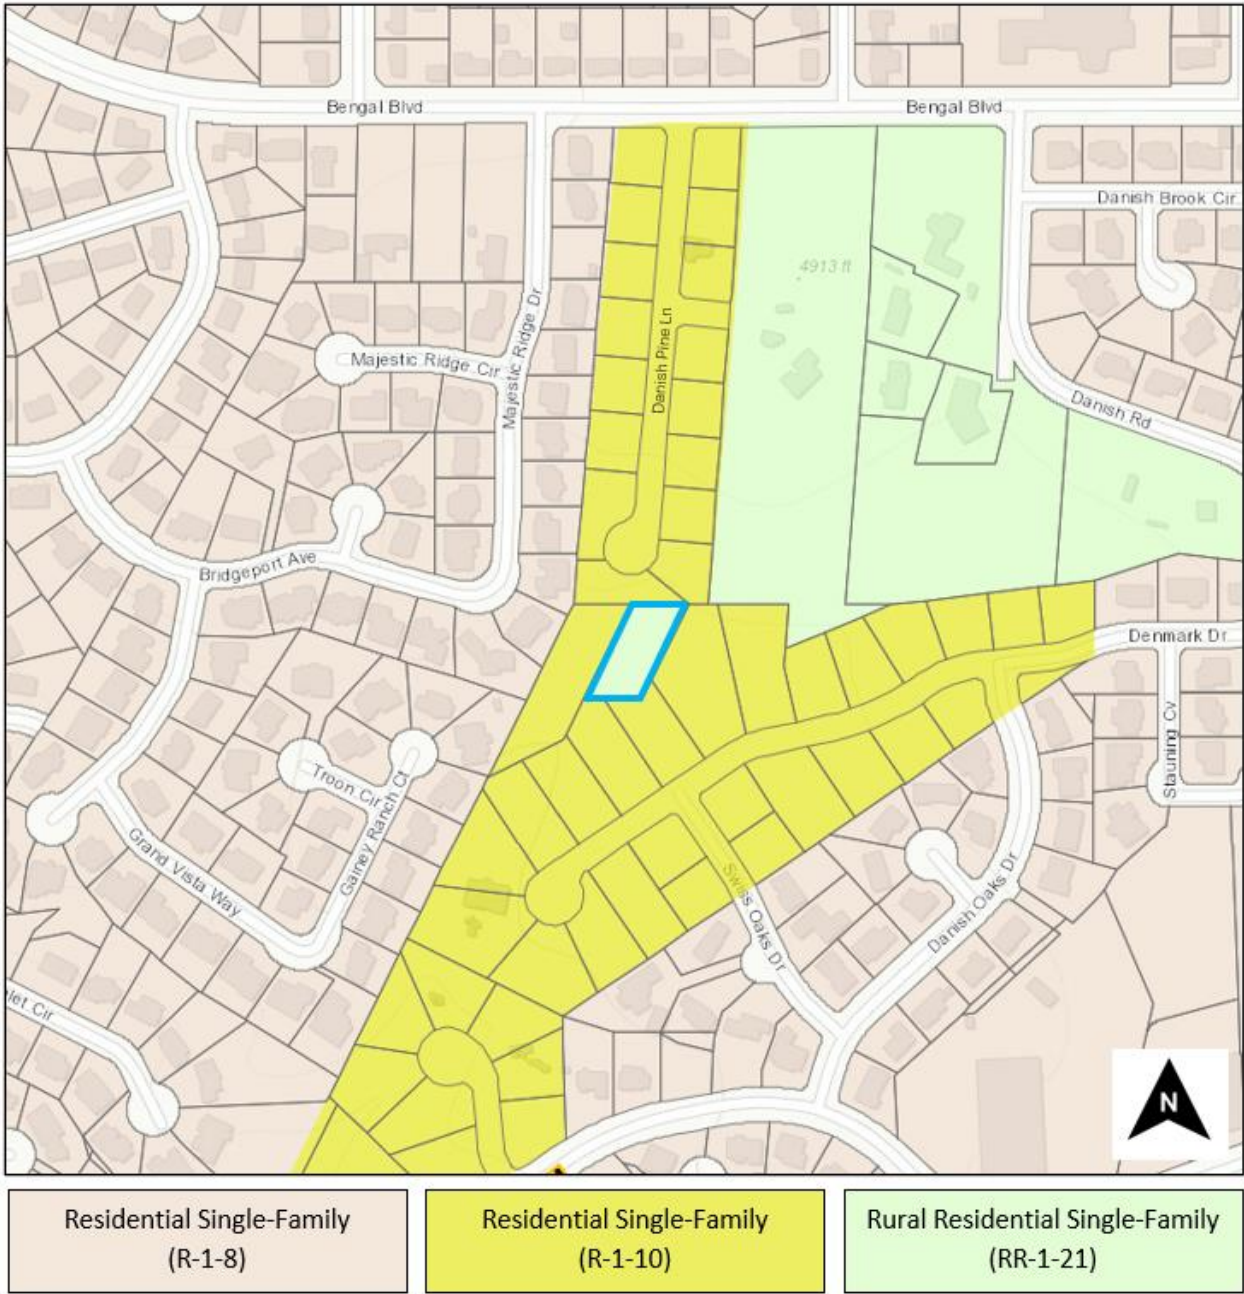 Bengal Blvd
Bengal Blvd
Danish Brook Cir
4913 ft
Majestic Ridge Dr
Danish Pine Ln
Majestic Ridge Cir
Danish Rd
Bridgeport Ave
Denmark Dr
Stauning Cv
Troon Cir
Gainey Ranch Ct
Grand Vista Way
Swiss Oaks Dr
Danish Oaks Dr
let Cir
N
Residential Single-Family
(R-1-8)
Residential Single-Family
(R-1-10)
Rural Residential Single-Family
(RR-1-21)